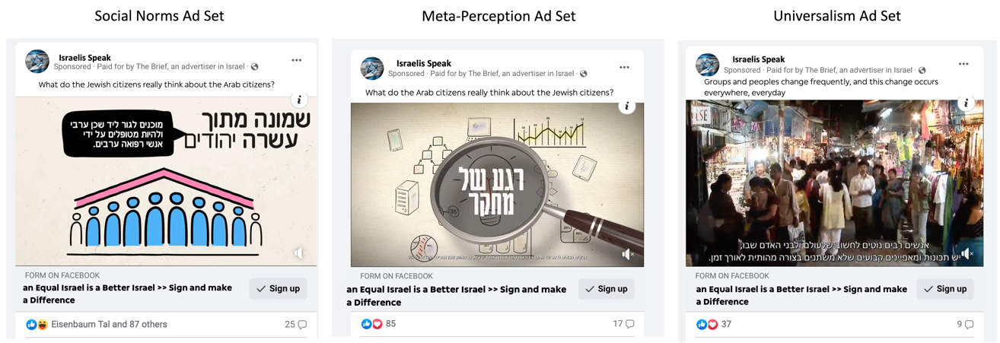 Social Norms Ad Set
Israelis Speak
Sponsored · Paid for by The Brief, an advertiser in Israel ·
What do the Jewish citizens really think about the Arab citizens?
שמונה מתוך
עשרה יהודים
מוכנים לגור ליד שכן ערבי
ולהיות מטופלים על ידי
אנשי רפואה ערבים.
FORM ON FACEBOOK
an Equal Israel is a Better Israel >> Sign and make
a Difference
Sign up
Eisenbaum Tal and 87 others
25
Meta-Perception Ad Set
Israelis Speak
Sponsored · Paid for by The Brief, an advertiser in Israel ·
What do the Arab citizens really think about the Jewish citizens?
רגע של
מחקר
35
FORM ON FACEBOOK
an Equal Israel is a Better Israel >> Sign and make
a Difference
Sign up
85
17
Universalism Ad Set
Israelis Speak
Sponsored · Paid for by The Brief, an advertiser in Israel ·
Groups and peoples change frequently, and this change occurs
everywhere, everyday
אנשים רבים נוטים לחשוב שלעולם ולבני האדם שבו,
יש תכונות ומאפיינים קבועים שלא משתנים בצורה מהותית לאורך זמן.
FORM ON FACEBOOK
an Equal Israel is a Better Israel >> Sign and make
a Difference
Sign up
37
9